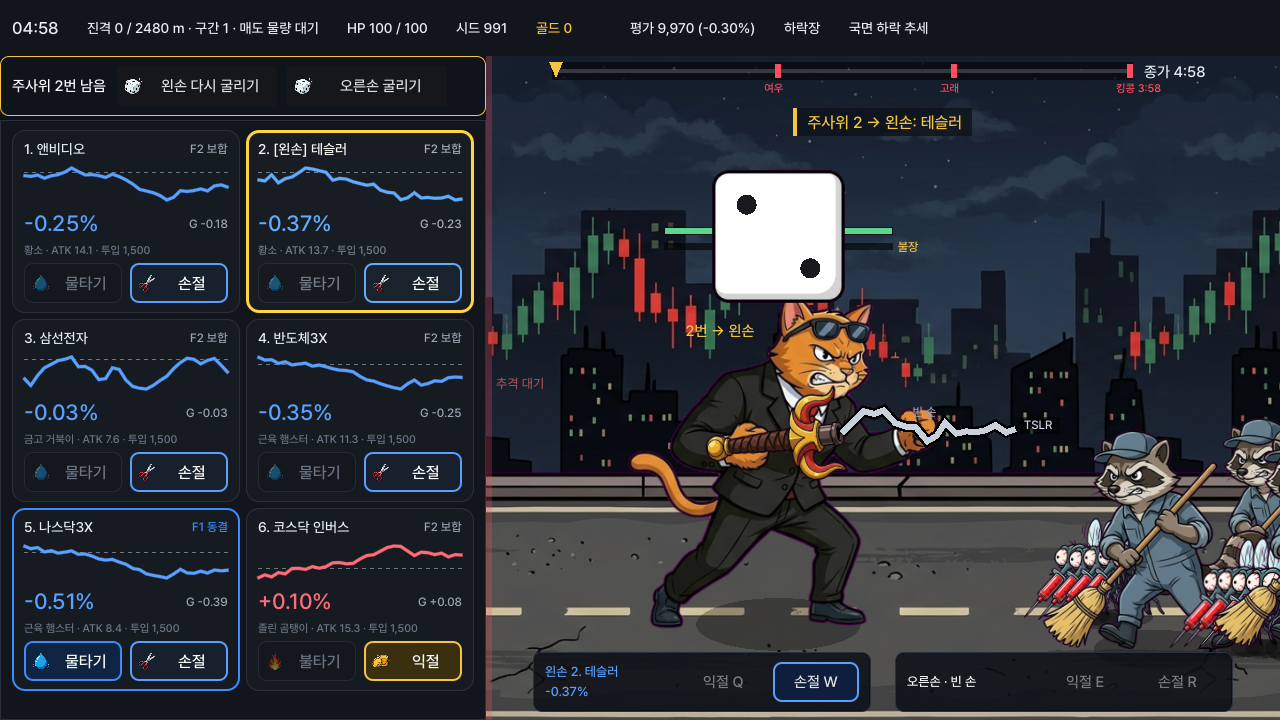 04:58 진격 0 / 2480 m · 구간 1 · 매도 물량 대기 HP 100 / 100 시드 991 골드 0 평가 9,970 (-0.30%) 하락장 국면 하락 추세
주사위 2번 남음 왼손 다시 굴리기 오른손 굴리기
1. 앤비디오 F2 보합
-0.25% G -0.18
황소 · ATK 14.1 · 투입 1,500
물타기 손절
2. [왼손] 테슬러 F2 보합
-0.37% G -0.23
황소 · ATK 13.7 · 투입 1,500
물타기 손절
3. 삼선전자 F2 보합
-0.03% G -0.03
금고 거북이 · ATK 7.6 · 투입 1,500
물타기 손절
4. 반도체3X F2 보합
-0.35% G -0.25
근육 햄스터 · ATK 11.3 · 투입 1,500
물타기 손절
5. 나스닥3X F1 동결
-0.51% G -0.39
근육 햄스터 · ATK 8.4 · 투입 1,500
물타기 손절
6. 코스닥 인버스 F2 보합
+0.10% G +0.08
졸린 곰탱이 · ATK 15.3 · 투입 1,500
불타기 익절
종가 4:58
여우 고래 킹콩 3:58
주사위 2 → 왼손: 테슬러
불장
2번 → 왼손
추격 대기
빈 손
TSLR
왼손 2. 테슬러
-0.37%
익절 Q 손절 W
오른손 · 빈 손 익절 E 손절 R